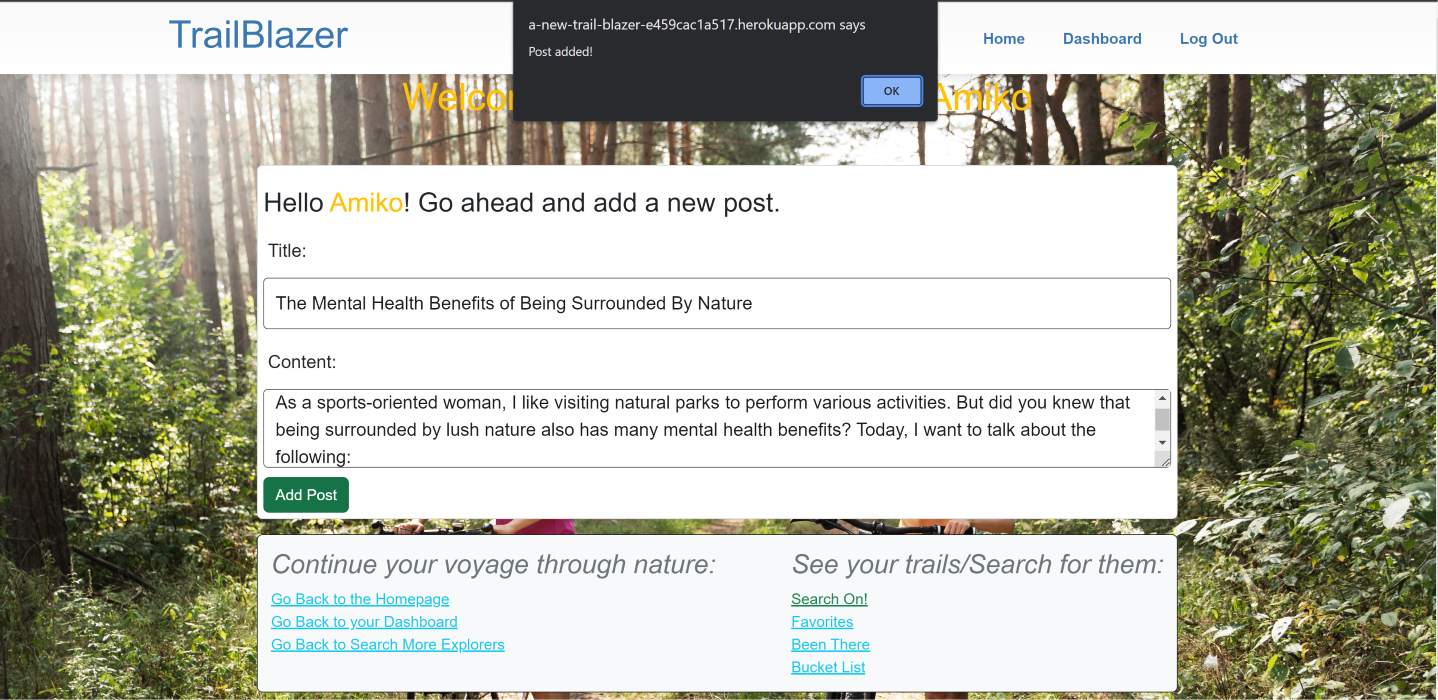 TrailBlazer
a-new-trail-blazer-e459cac1a517.herokuapp.com says
Post added!
OK
Home
Dashboard
Log Out
Amiko
Hello Amiko! Go ahead and add a new post.
Title:
The Mental Health Benefits of Being Surrounded By Nature
Content:
As a sports-oriented woman, I like visiting natural parks to perform various activities. But did you knew that
being surrounded by lush nature also has many mental health benefits? Today, I want to talk about the
following:
Add Post
Continue your voyage through nature:
Go Back to the Homepage
Go Back to your Dashboard
Go Back to Search More Explorers
See your trails/Search for them:
Search On!
Favorites
Been There
Bucket List